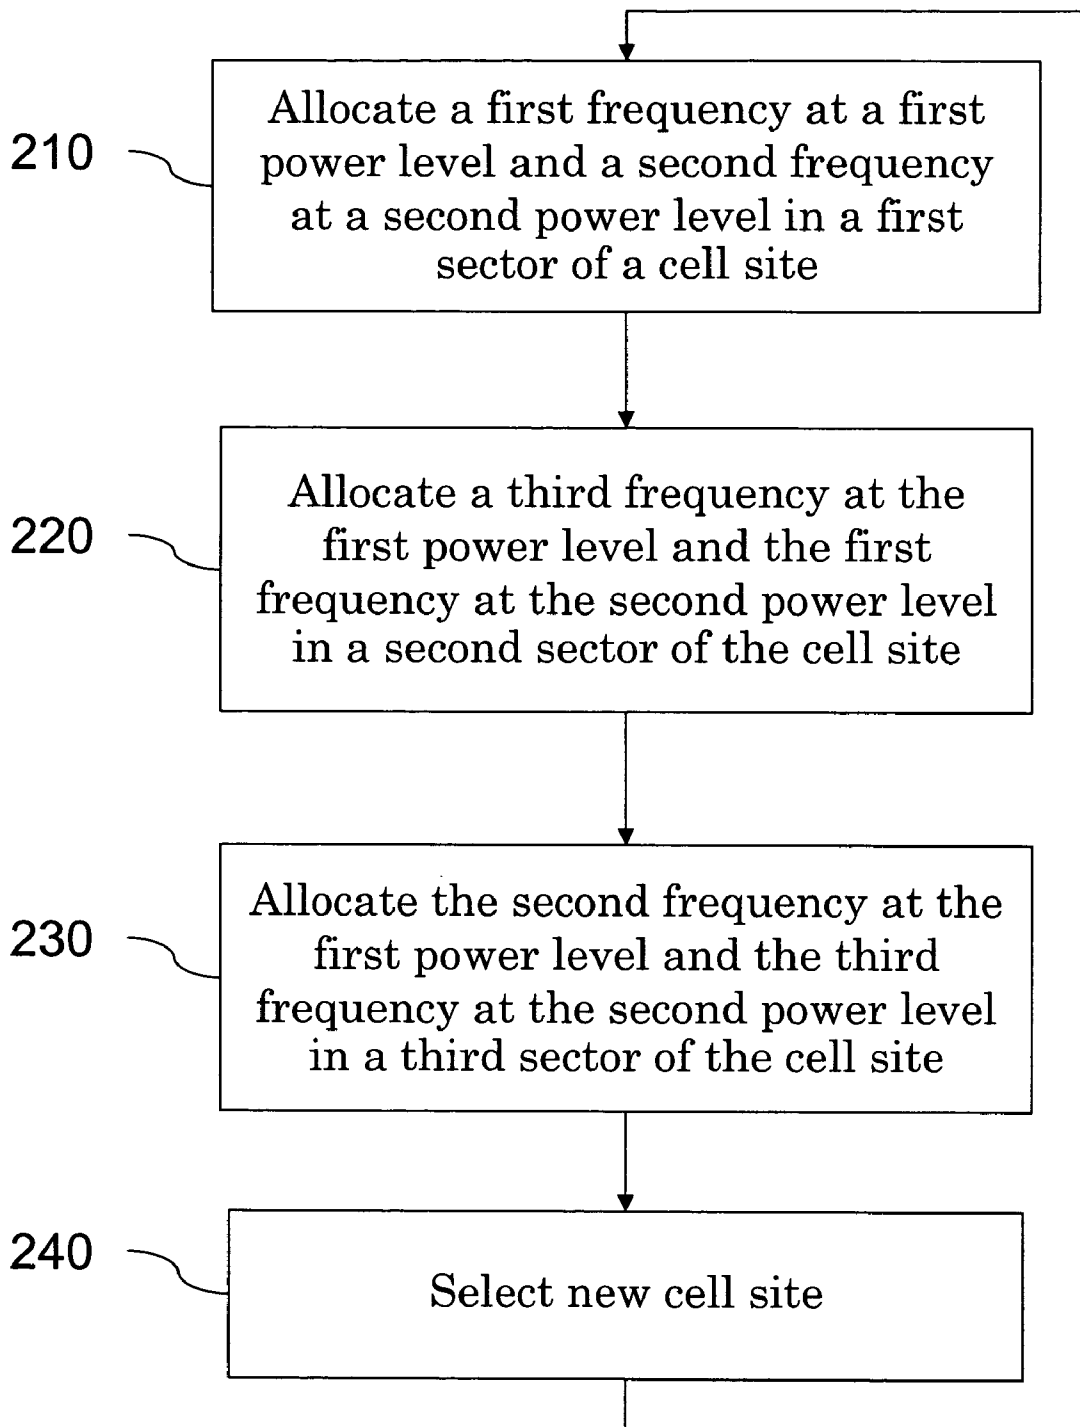 210
Allocate a first frequency at a first
power level and a second frequency
at a second power level in a first
sector of a cell site
220
Allocate a third frequency at the
first power level and the first
frequency at the second power level
in a second sector of the cell site
230
Allocate the second frequency at the
first power level and the third
frequency at the second power level
in a third sector of the cell site
240
Select new cell site